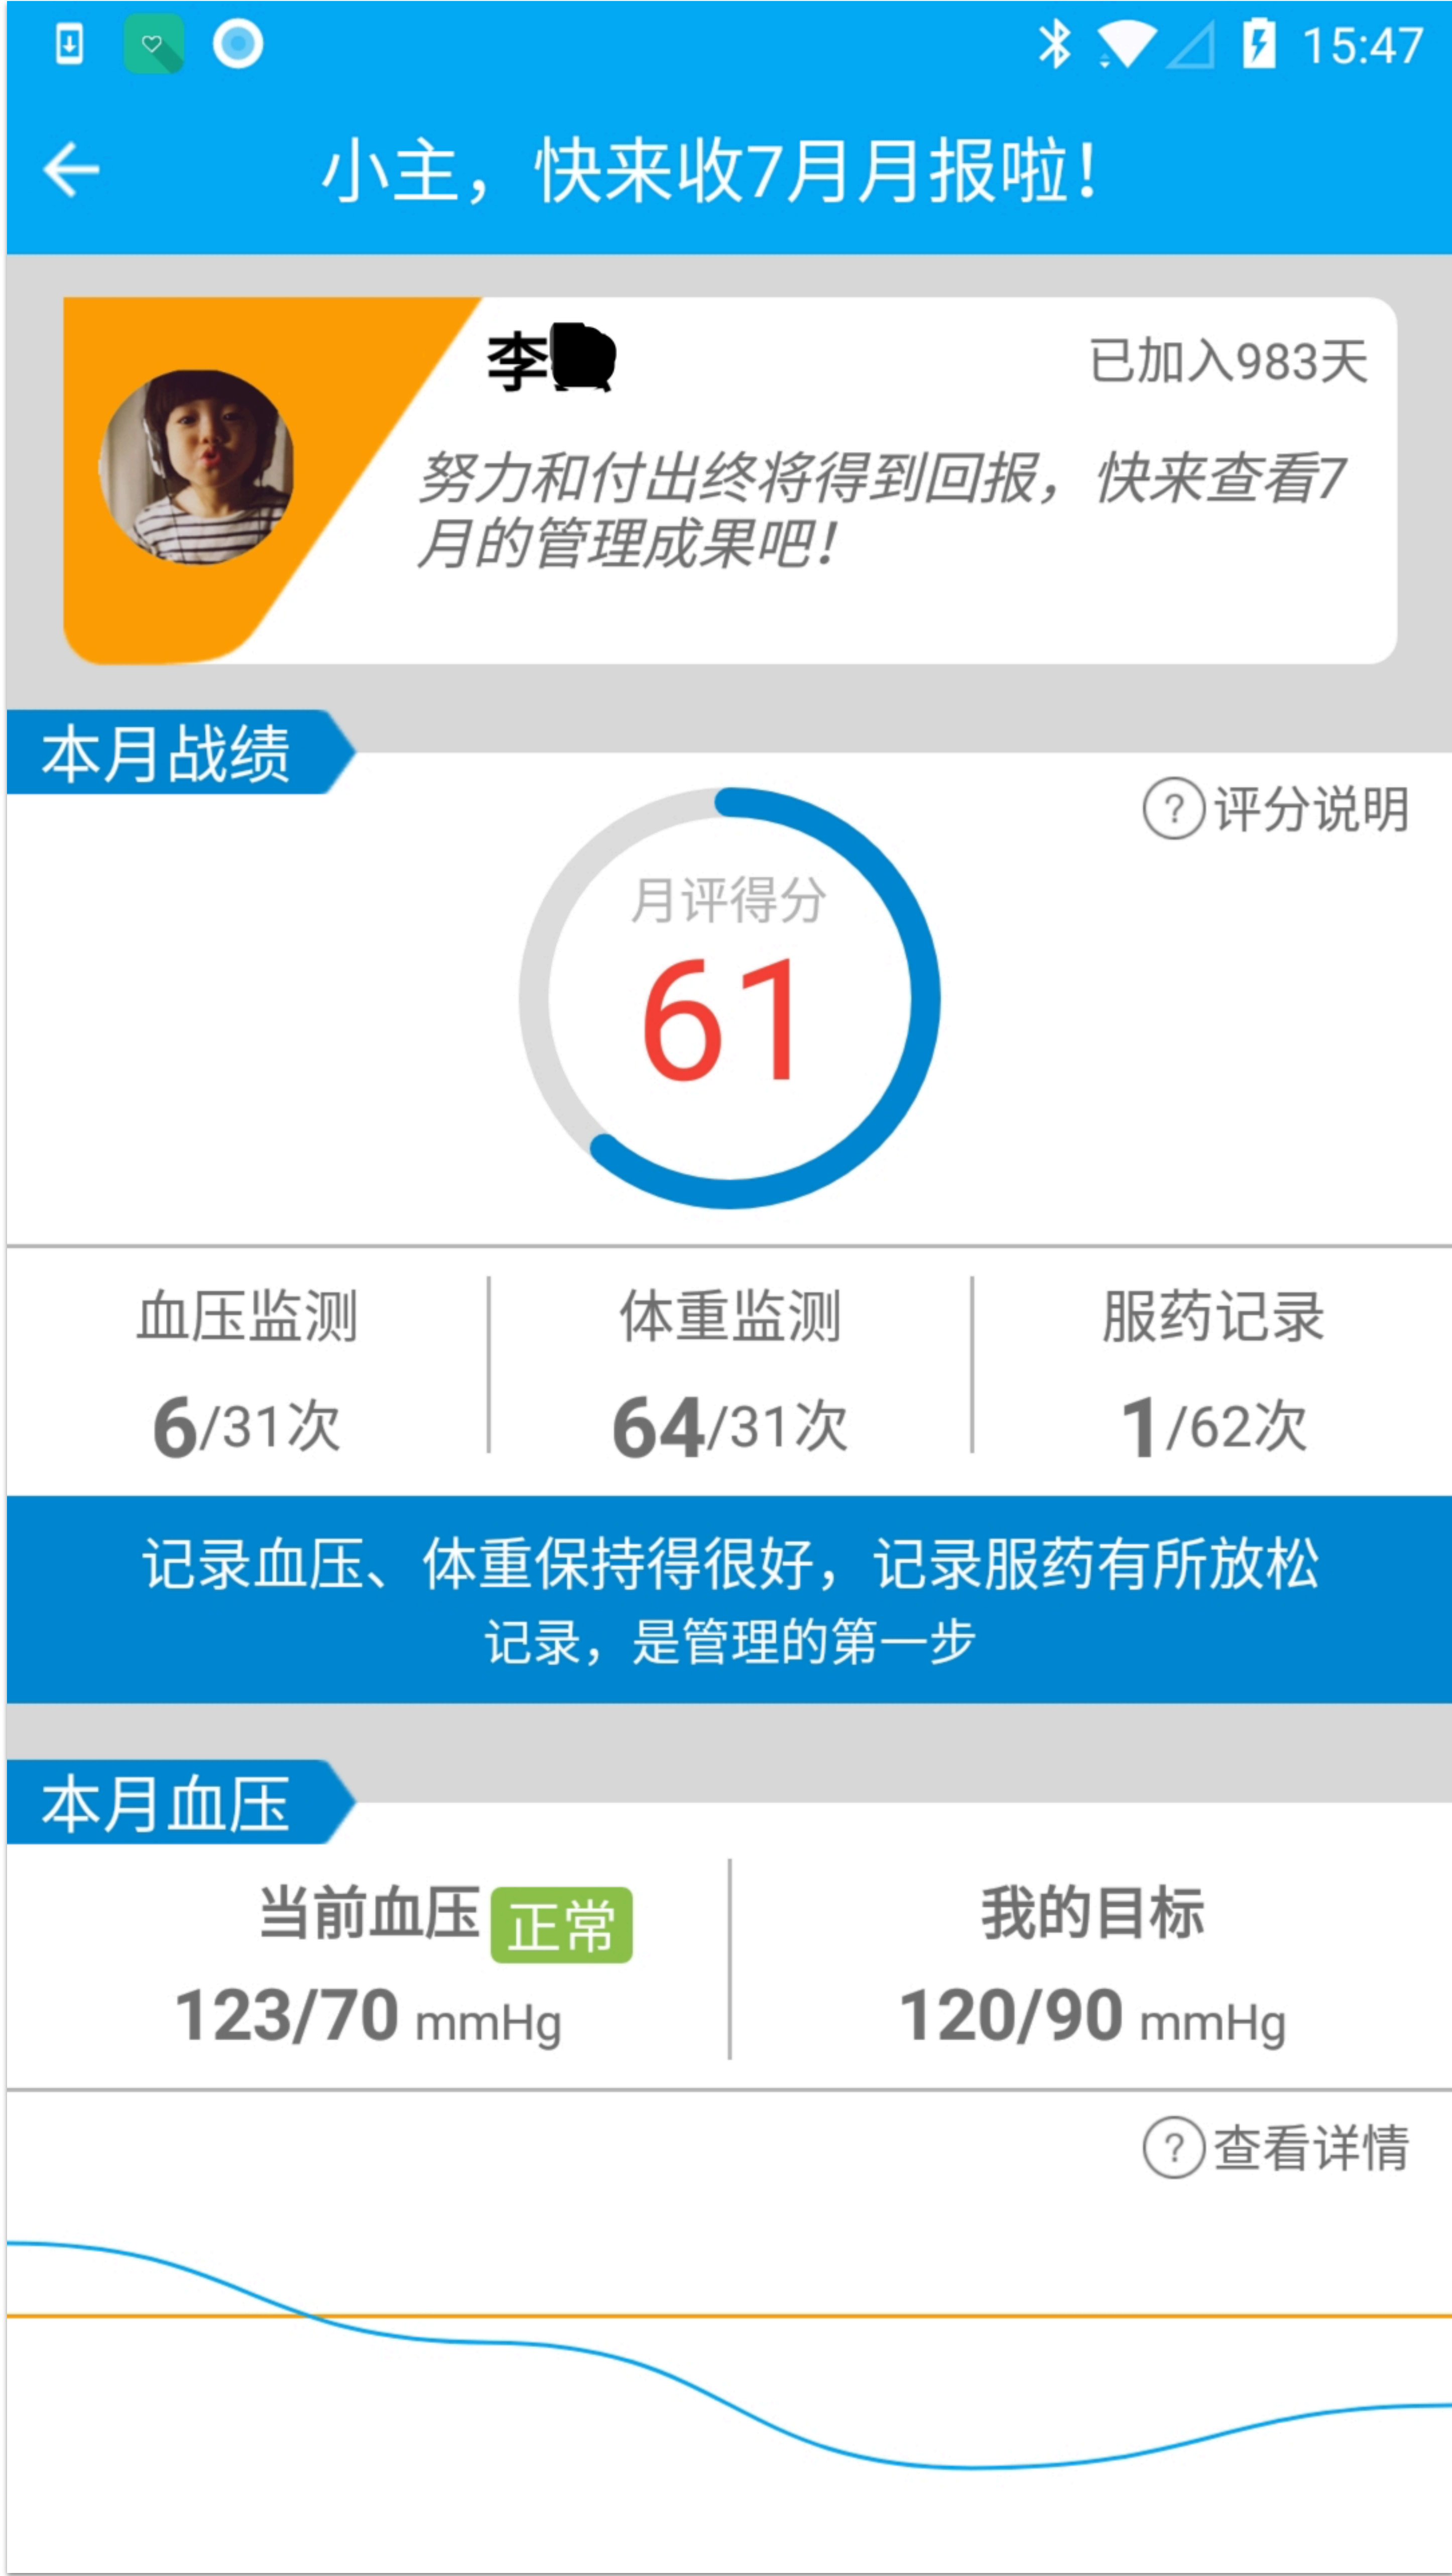 15:47
小主，快来收7月月报啦！
李
已加入983天
努力和付出终将得到回报，快来查看7
月的管理成果吧！
本月战绩
?评分说明
月评得分
61
血压监测
体重监测
服药记录
6/31次
64/31次
1/62次
记录血压、体重保持得很好，记录服药有所放松
记录，是管理的第一步
本月血压
当前血压 正常
我的目标
123/70 mmHg
120/90 mmHg
?查看详情